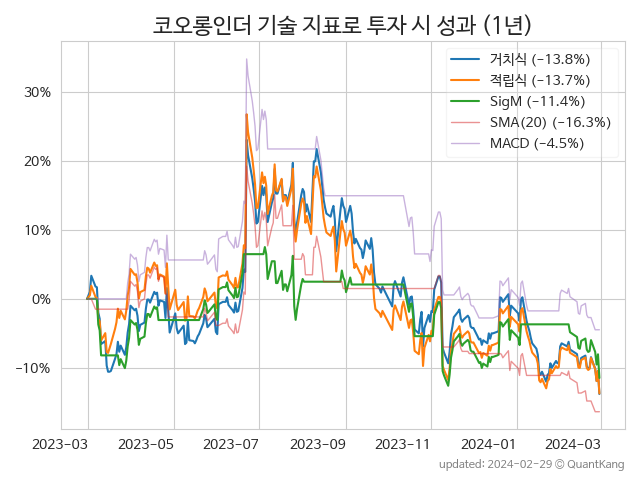 코오롱인더 기술 지표로 투자 시 성과 (1년)
거치식 (−13.8%)
적립식 (−13.7%)
SigM (−11.4%)
SMA(20) (−16.3%)
MACD (−4.5%)
30%
20%
10%
0%
−10%
2023-03
2023-05
2023-07
2023-09
2023-11
2024-01
2024-03
updated: 2024-02-29 © QuantKang